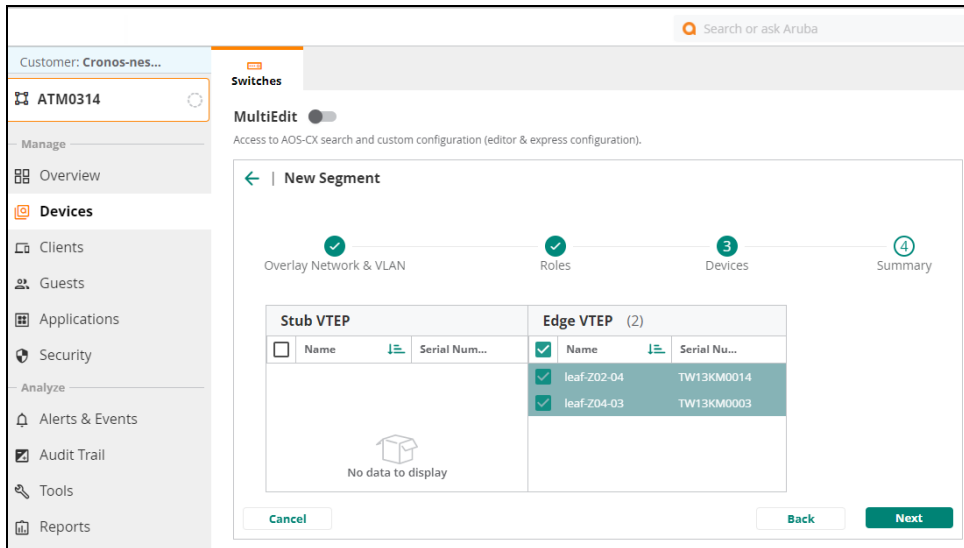 Search or ask Aruba
Customer: Cronos-nes...
Switches
ATM0314
MultiEdit
Access to AOS-CX search and custom configuration (editor & express configuration).
Manage
Overview
New Segment
Devices
Clients
Overlay Network & VLAN
Roles
3
Devices
4
Summary
Guests
Applications
Security
Analyze
Alerts & Events
Audit Trail
Tools
Reports
Stub VTEP
Name Serial Num...
No data to display
Edge VTEP (2)
Name Serial Nu...
leaf-Z02-04 TW13KM0014
leaf-Z04-03 TW13KM0003
Cancel
Back
Next